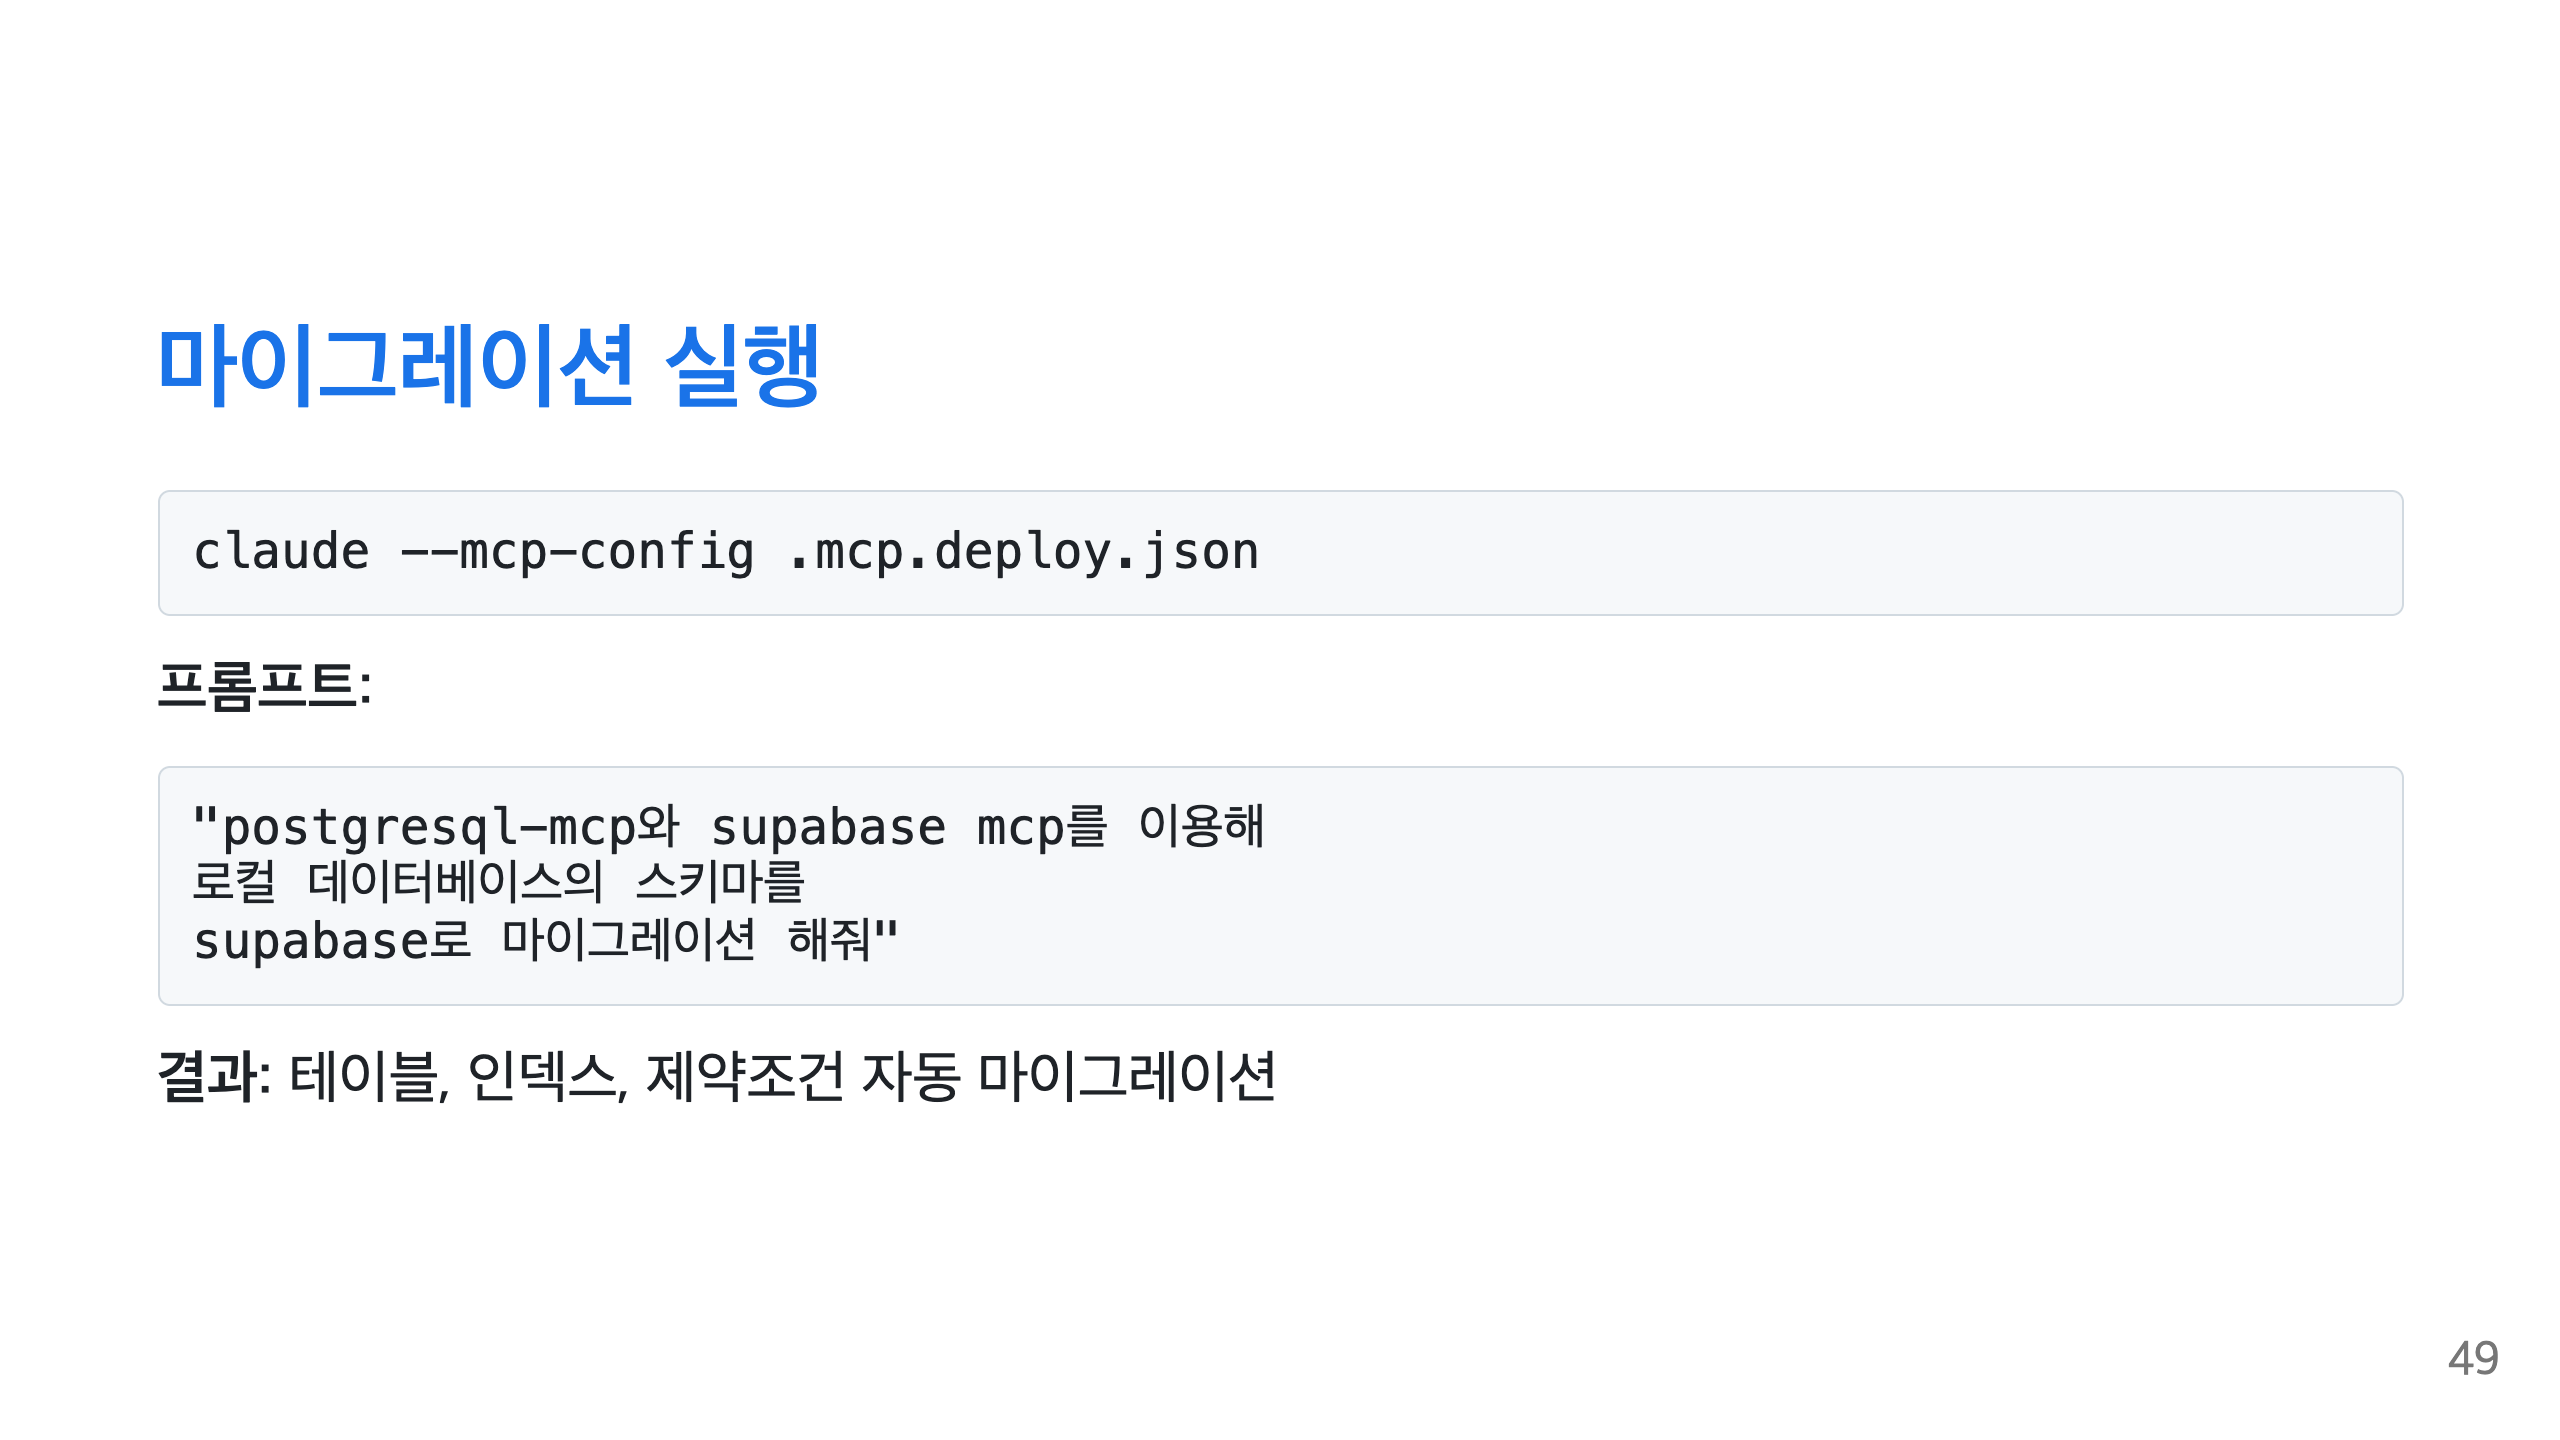 마이그레이션 실행
claude --mcp-config .mcp.deploy.json
프롬프트:
"postgresql-mcp와 supabase mcp를 이용해
로컬 데이터베이스의 스키마를
supabase로 마이그레이션 해줘"
결과: 테이블, 인덱스, 제약조건 자동 마이그레이션
49